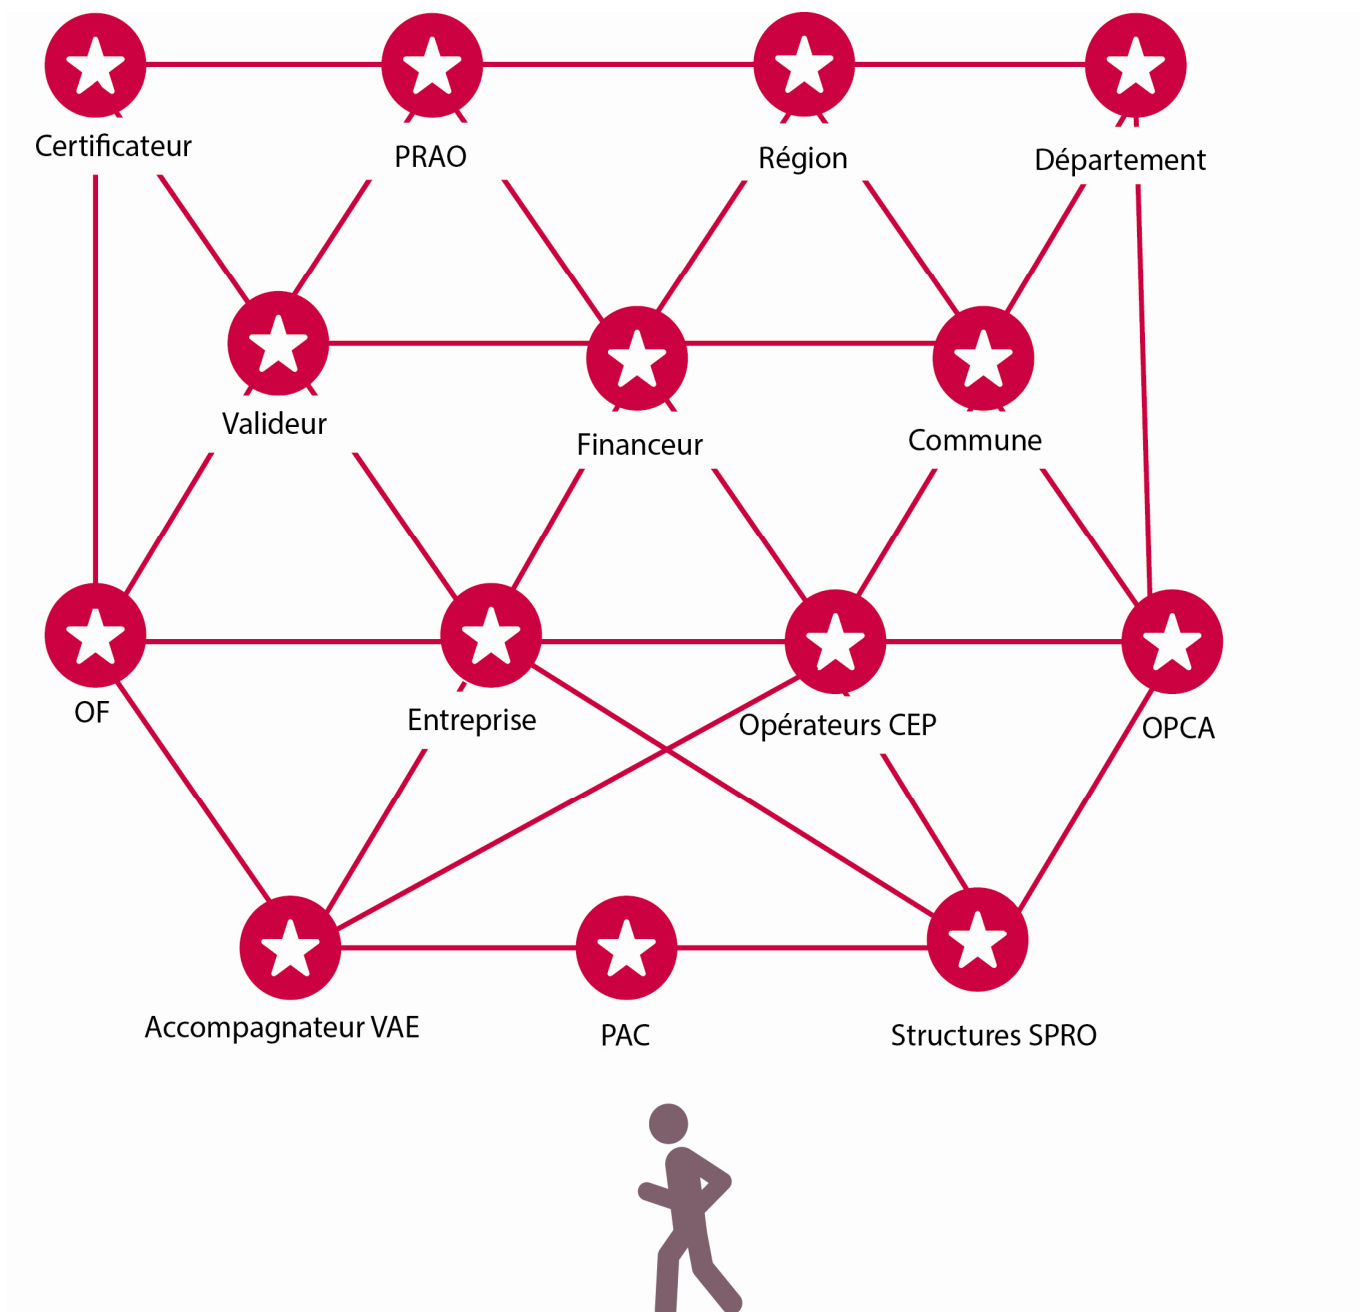 Certificateur
PRAO
Région
Département
Valideur
Financeur
Commune
OF
Entreprise
Opérateurs CEP
OPCA
Accompagnateur VAE
PAC
Structures SPRO